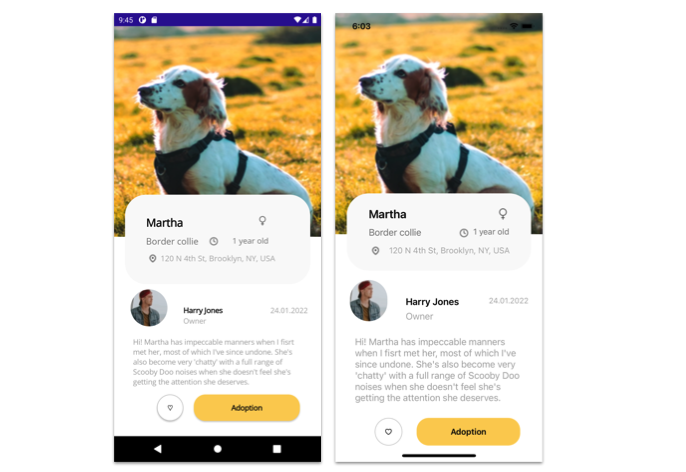 9:45
Martha
Border collie
1 year old
120 N 4th St, Brooklyn, NY, USA
Harry Jones
24.01.2022
Owner
Hi! Martha has impeccable manners when I fisrt
met her, most of which I've since undone. She's
also become very 'chatty' with a full range of
Scooby Doo noises when she doesn't feel she's
getting the attention she deserves.
Adoption
6:03
Martha
Border collie
1 year old
120 N 4th St, Brooklyn, NY, USA
Harry Jones
24.01.2022
Owner
Hi! Martha has impeccable manners
when I fisrt met her, most of which I've
since undone. She's also become very
'chatty' with a full range of Scooby Doo
noises when she doesn't feel she's
getting the attention she deserves.
Adoption